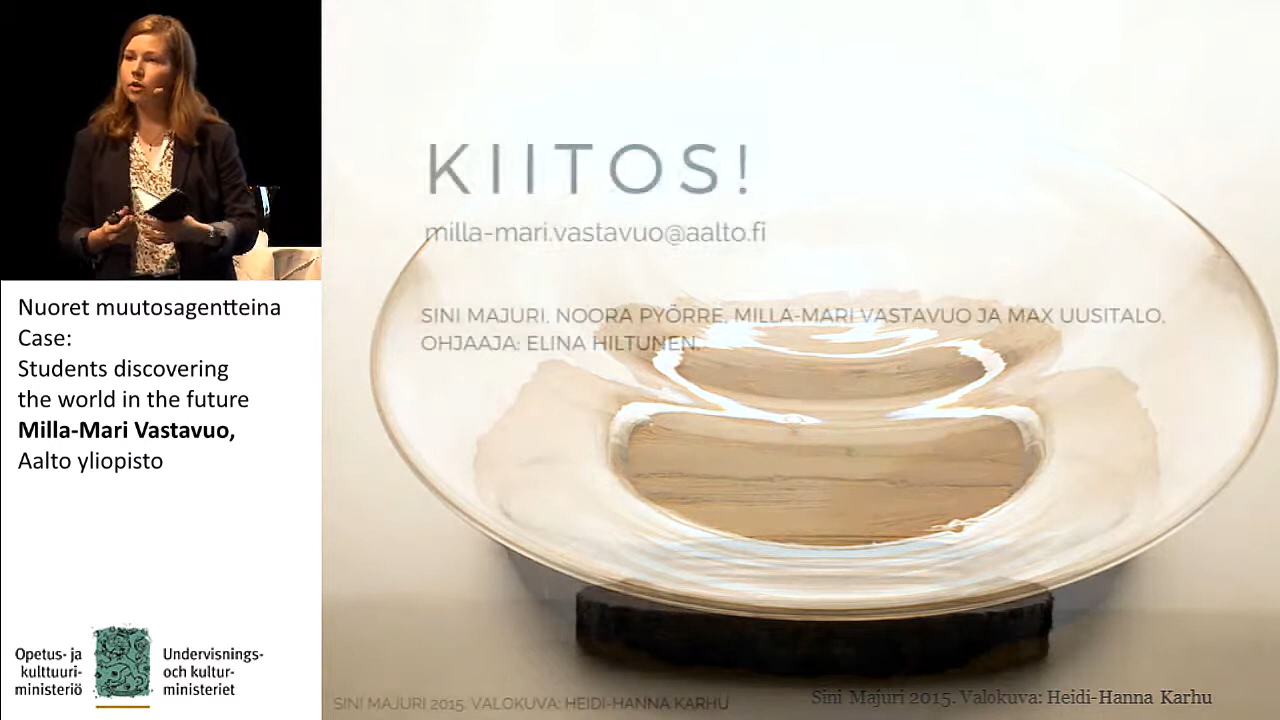 KIITOS!
milla-mari.vastavuo@aalto.fi
SINI MAJURI, NOORA PYÖRRE, MILLA-MARI VASTAVUO JA MAX UUSITALO.
OHJAAJA: ELINA HILTUNEN.
Nuoret muutosagentteina
Case:
Students discovering
the world in the future
Milla-Mari Vastavuo,
Aalto yliopisto
Opetus- ja
kulttuuri-
ministeriö
Undervisnings-
och kultur-
ministeriet
SINI MAJURI 2015. VALOKUVA: HEIDI-HANNA KARHU
Sini Majuri 2015. Valokuva: Heidi-Hanna Karhu